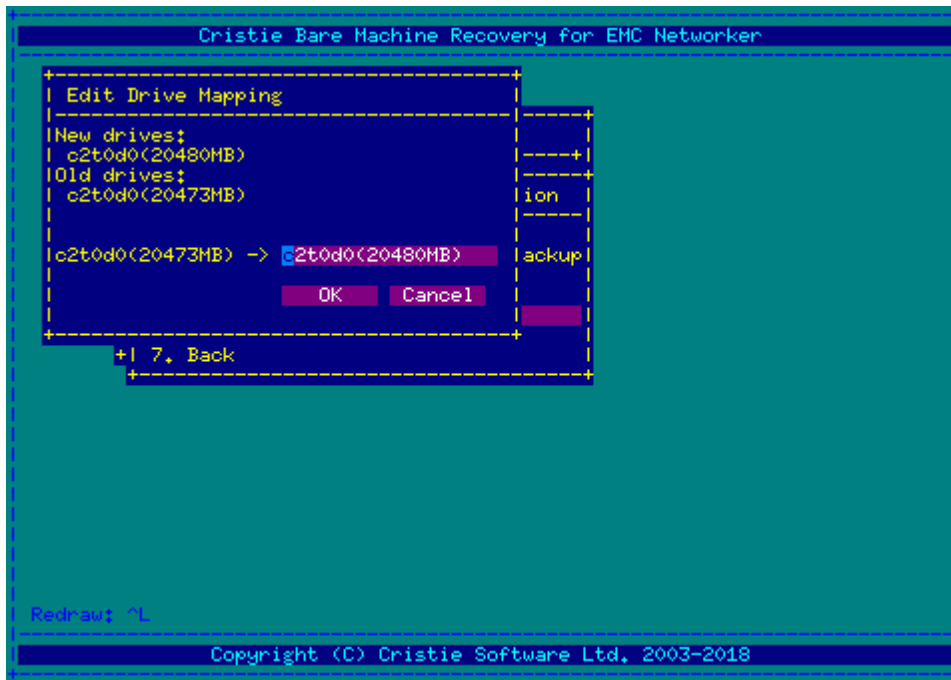 Cristie Bare Machine Recovery for EMC Networker
Edit Drive Mapping
New drives:
c2t0d0(20480MB)
Old drives:
c2t0d0(20473MB)
ion
c2t0d0(20473MB) -> c2t0d0(20480MB)
ackup
OK Cancel
7. Back
Redraw: ^L
Copyright (C) Cristie Software Ltd. 2003-2018